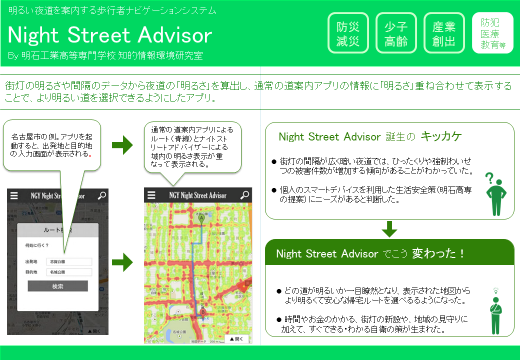 明るい夜道を案内する歩行者ナビゲーションシステム
Night Street Advisor
By 明石工業高等専門学校 知的情報環境研究室
防災
減災
少子
高齢
産業
創出
防犯
医療
教育等
街灯の明るさや間隔のデータから夜道の「明るさ」を算出し、通常の道案内アプリの情報に「明るさ」重ね合わせて表示する
ことで、より明るい道を選択できるようにしたアプリ。
名古屋市の例。アプリを起
動すると、出発地と目的地
の入力画面が表示される。
通常の道案内アプリによる
ルート(青線)とナイトスト
リートアドバイザーによる
域内の明るさ表示が重
なって表示される。
NGY Night Street Advisor
ルート検索
何処に行く?
出発地
目的地
検索
▲開く
NGY Night Street Advisor
▲開く
Night Street Advisor 誕生の キッカケ
● 街灯の間隔が広く暗い夜道では、ひったくりや強制わいせ
つの被害件数が増加する傾向があることがわかっていた。
● 個人のスマートデバイスを利用した生活安全策(明石高専
の提案)にニーズがあると判断した。
Night Street Advisor でこう 変わった!
● どの道が明るいか一目瞭然となり、表示された地図から
より明るくて安心な帰宅ルートを選べるるようになった。
● 時間やお金のかかる、街灯の新設や、地域の見守りに
加えて、すぐできる・わかる自衛の策が生まれた。